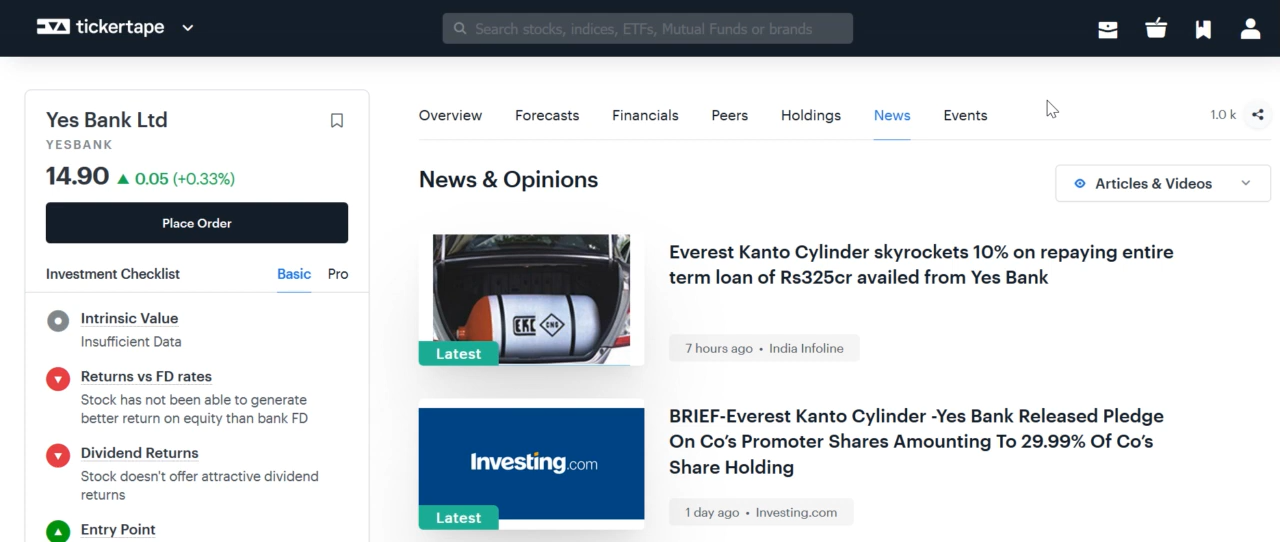 tickertape
Search stocks, indices, ETFs, Mutual Funds or brands
Yes Bank Ltd
YESBANK
14.90 ▲ 0.05 (+0.33%)
Place Order
Investment Checklist Basic Pro
Intrinsic Value
Insufficient Data
Returns vs FD rates
Stock has not been able to generate
better return on equity than bank FD
Dividend Returns
Stock doesn't offer attractive dividend
returns
Entry Point
Overview Forecasts Financials Peers Holdings News Events
1.0 k
News & Opinions
Articles & Videos
EKC CNG
Latest
Everest Kanto Cylinder skyrockets 10% on repaying entire
term loan of Rs325cr availed from Yes Bank
7 hours ago • India Infoline
Investing.com
Latest
BRIEF-Everest Kanto Cylinder -Yes Bank Released Pledge
On Co’s Promoter Shares Amounting To 29.99% Of Co’s
Share Holding
1 day ago • Investing.com